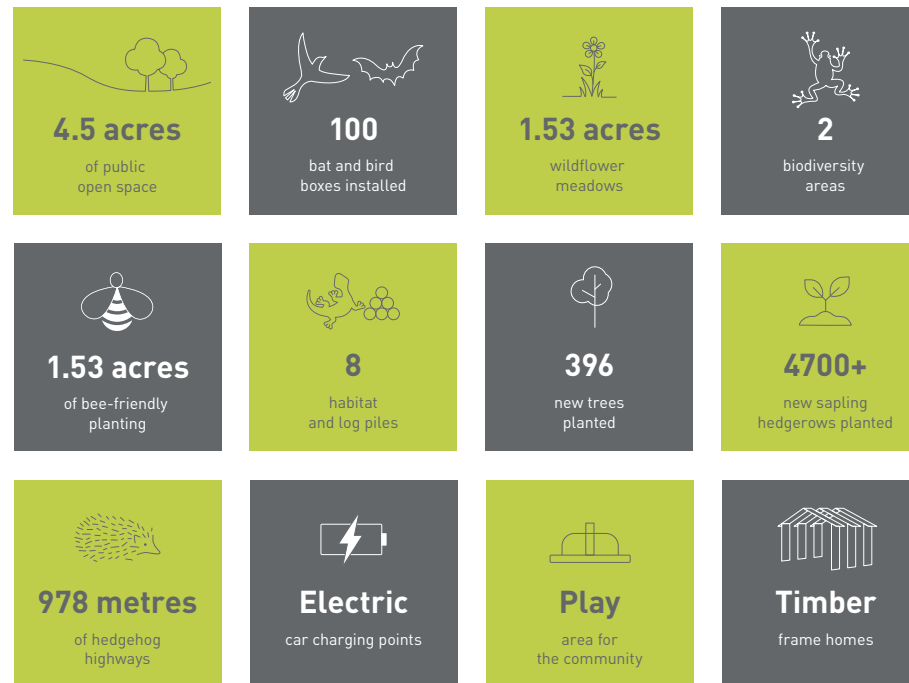 4.5 acres
of public
open space
100
bat and bird
boxes installed
1.53 acres
wildflower
meadows
2
biodiversity
areas
1.53 acres
of bee-friendly
planting
8
habitat
and log piles
396
new trees
planted
4700+
new sapling
hedgerows planted
978 metres
of hedgehog
highways
Electric
car charging points
Play
area for
the community
Timber
frame homes